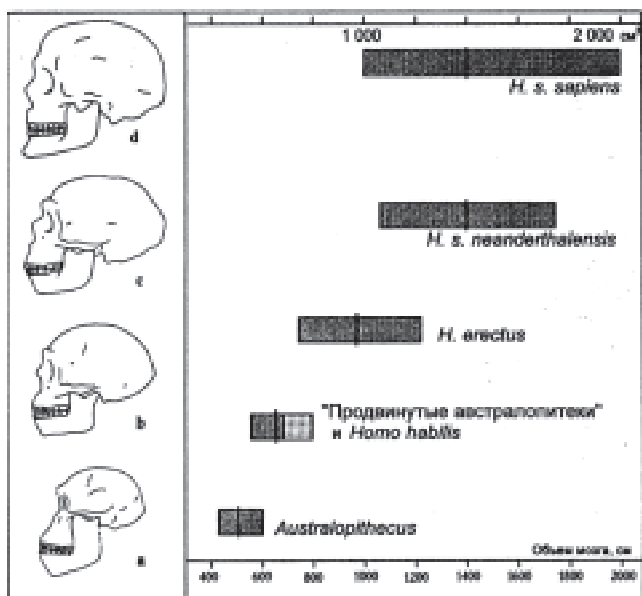 1 000 2 000 см³
H. s. sapiens
d
H. s. neanderthalensis
c
H. erectus
"Продвинутые австралопитеки"
и Homo habilis
b
Australopithecus
a
Объем мозга, см
400 600 800 1000 1200 1400 1600 1800 2000